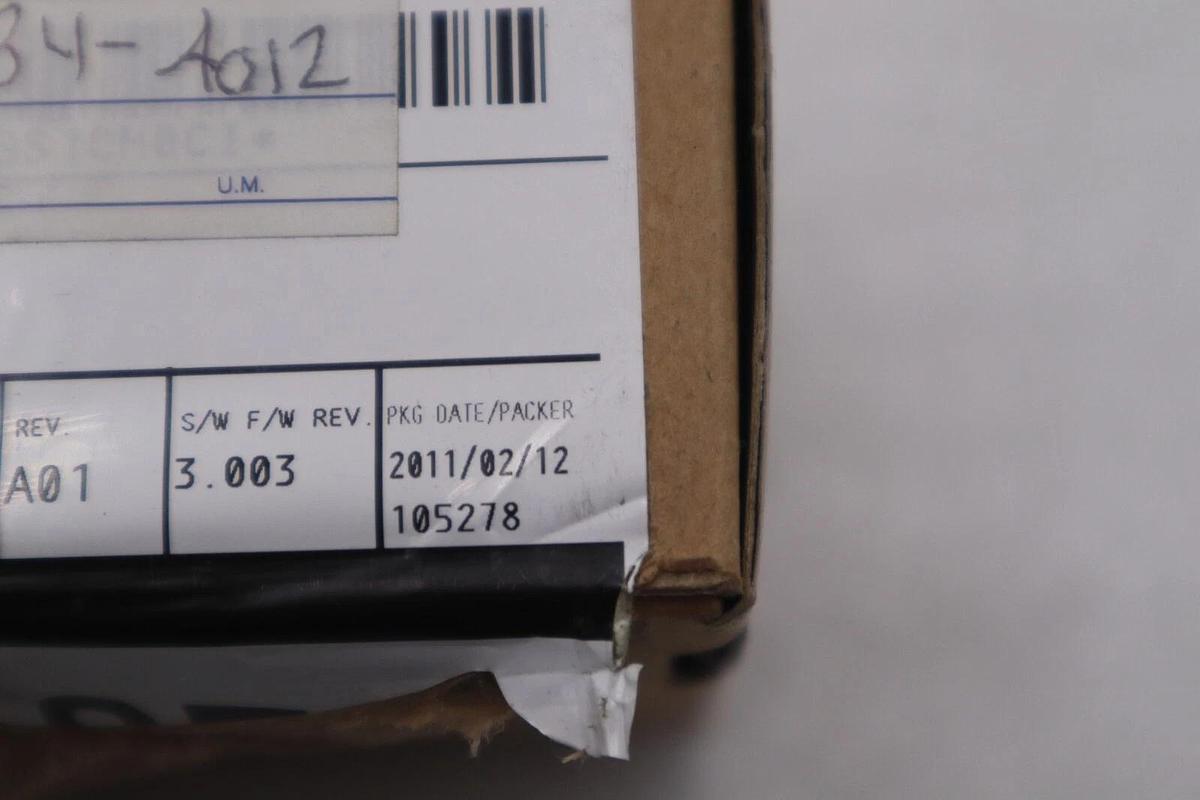 34-A012
U.M.
REV.
A01
S/W F/W REV.
3.003
PKG DATE/PACKER
2011/02/12
105278